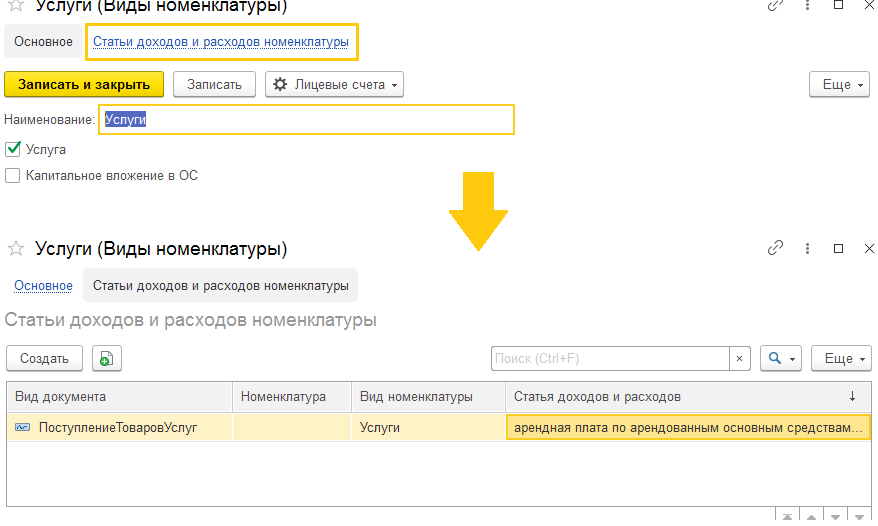 Услуги (Виды номенклатуры)
Основное Статьи доходов и расходов номенклатуры
Записать и закрыть Записать Лицевые счета Еще
Наименование: Услуги
Услуга
Капитальное вложение в ОС
Услуги (Виды номенклатуры)
Основное Статьи доходов и расходов номенклатуры
Статьи доходов и расходов номенклатуры
Создать Поиск (Ctrl+F) × Еще
Вид документа Номенклатура Вид номенклатуры Статья доходов и расходов ↓
ПоступлениеТоваровУслуг Услуги арендная плата по арендованным основным средствам...